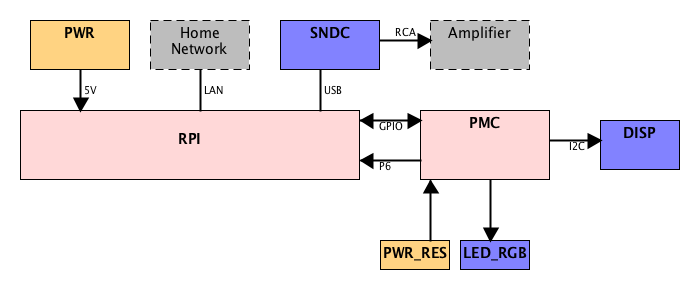 PWR
Home
Network
SNDC
RCA
Amplifier
5V
LAN
USB
RPI
GPIO
P6
PMC
I2C
DISP
PWR_RES
LED_RGB